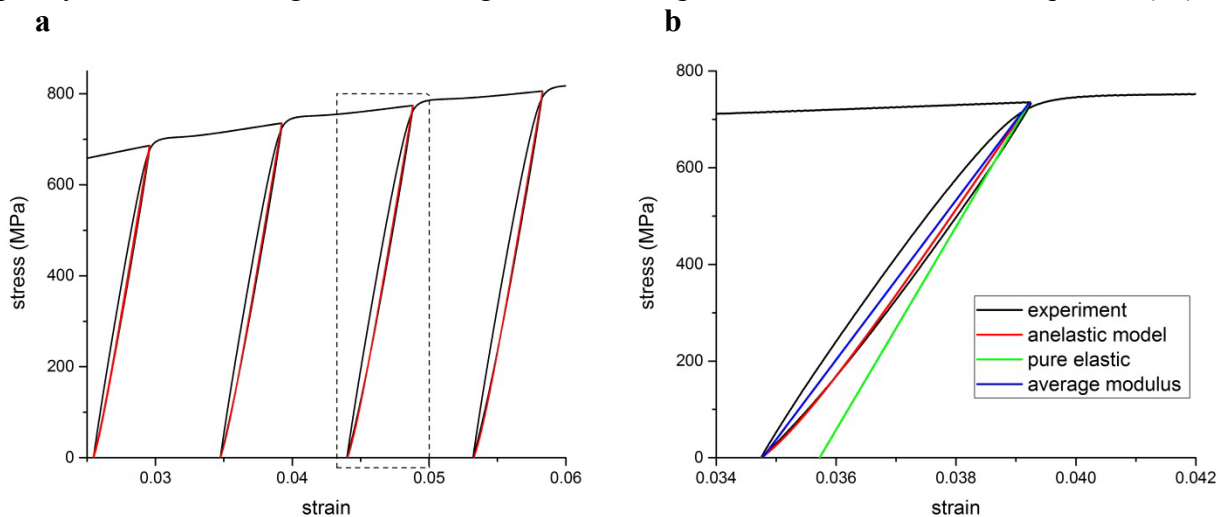 a
b
800
600
400
200
0
stress (MPa)
0.03
0.04
0.05
0.06
strain
800
600
400
200
0
stress (MPa)
experiment
anelastic model
pure elastic
average modulus
0.034
0.036
0.038
0.040
0.042
strain